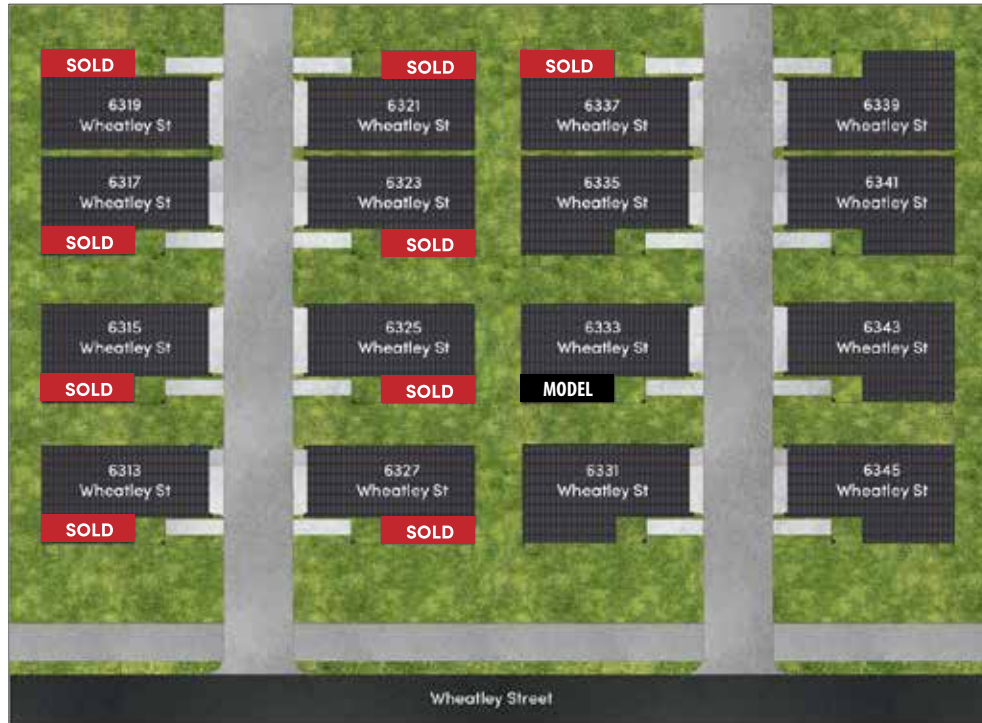 SOLD
6319
Wheatley St
SOLD
6321
Wheatley St
SOLD
6337
Wheatley St
6339
Wheatley St
6317
Wheatley St
SOLD
6323
Wheatley St
SOLD
6335
Wheatley St
6341
Wheatley St
6315
Wheatley St
SOLD
6325
Wheatley St
SOLD
6333
Wheatley St
MODEL
6343
Wheatley St
6313
Wheatley St
SOLD
6327
Wheatley St
SOLD
6331
Wheatley St
6345
Wheatley St
Wheatley Street